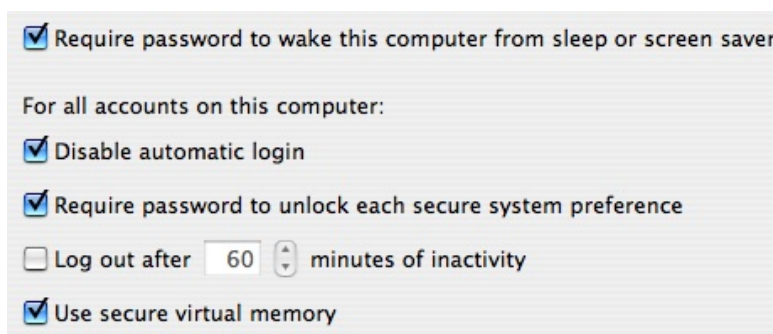 Require password to wake this computer from sleep or screen saver
For all accounts on this computer:
Disable automatic login
Require password to unlock each secure system preference
Log out after 60 minutes of inactivity
Use secure virtual memory